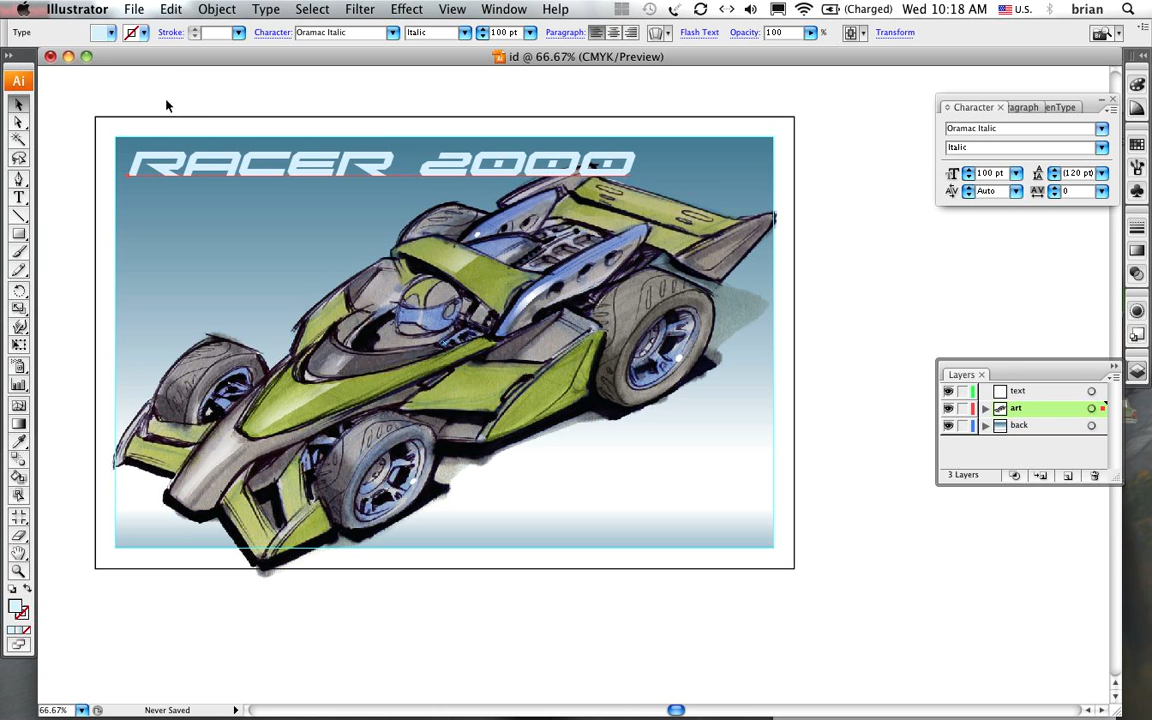 Illustrator File Edit Object Type Select Filter Effect View Window Help (Charged) Wed 10:18 AM U.S. brian
Type Stroke: Character: Oramac Italic Italic 100 pt Paragraph: Flash Text Opacity: 100 % Transform
id @ 66.67% (CMYK/Preview)
Ai
RACER 2000
Character aragraph enType
Oramac Italic
Italic
100 pt (120 pt)
Auto 0
Layers
text
art
back
3 Layers
66.67% Never Saved